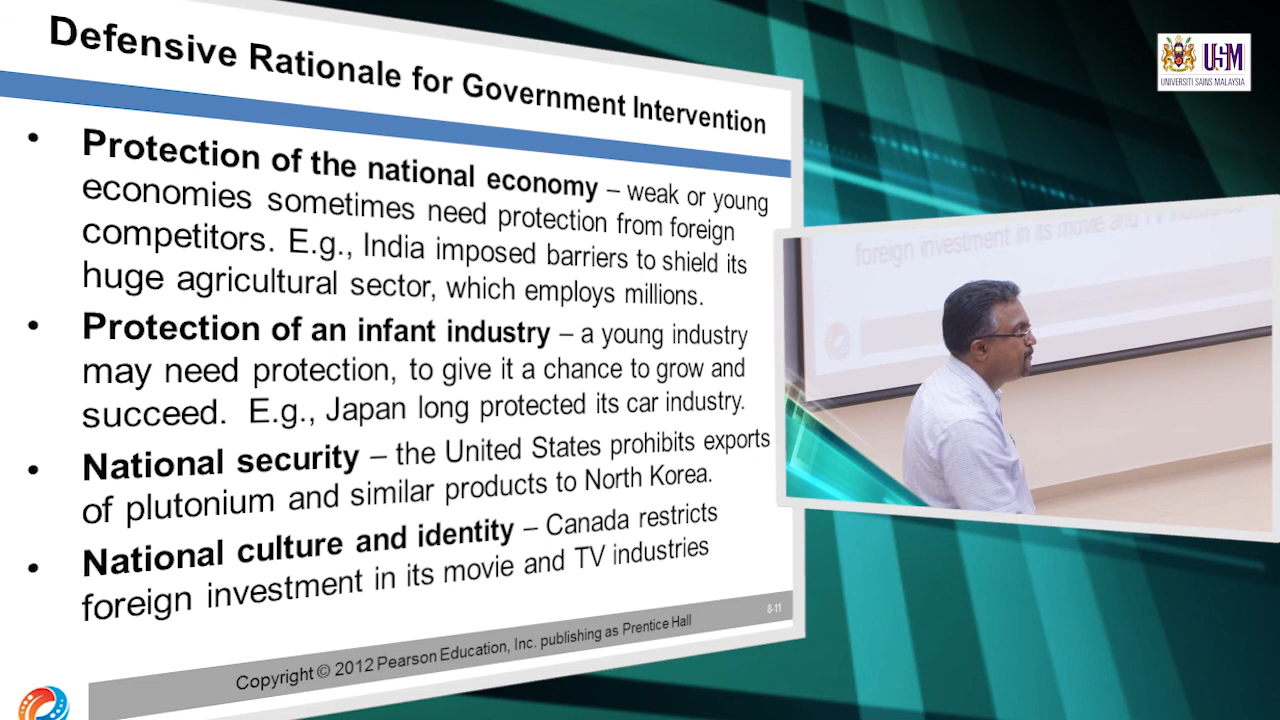 Defensive Rationale for Government Intervention
• Protection of the national economy – weak or young
economies sometimes need protection from foreign
competitors. E.g., India imposed barriers to shield its
huge agricultural sector, which employs millions.
• Protection of an infant industry – a young industry
may need protection, to give it a chance to grow and
succeed. E.g., Japan long protected its car industry.
• National security – the United States prohibits exports
of plutonium and similar products to North Korea.
• National culture and identity – Canada restricts
foreign investment in its movie and TV industries
8-11
Copyright © 2012 Pearson Education, Inc. publishing as Prentice Hall
USM
UNIVERSITI SAINS MALAYSIA
foreign investment in its movie and TV industries